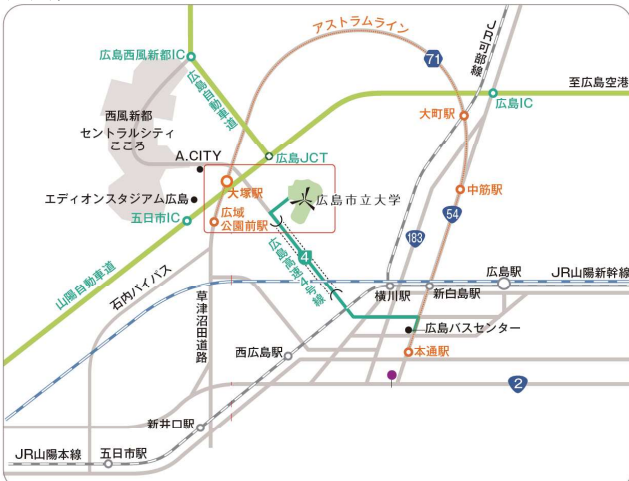 アストラムライン
JR可部線
広島西風新都IC
71
広島自動車道
至広島空港
広島IC
西風新都
セントラルシティ
こころ
大町駅
A.CITY
広島JCT
大塚駅
エディオンスタジアム広島
広島市立大学
中筋駅
五日市IC
広域
公園前駅
54
183
4
広島高速4号線
山陽自動車道
石内バイパス
草津沼田道路
広島駅
JR山陽新幹線
横川駅
新白島駅
広島バスセンター
西広島駅
本通駅
2
新井口駅
JR山陽本線
五日市駅